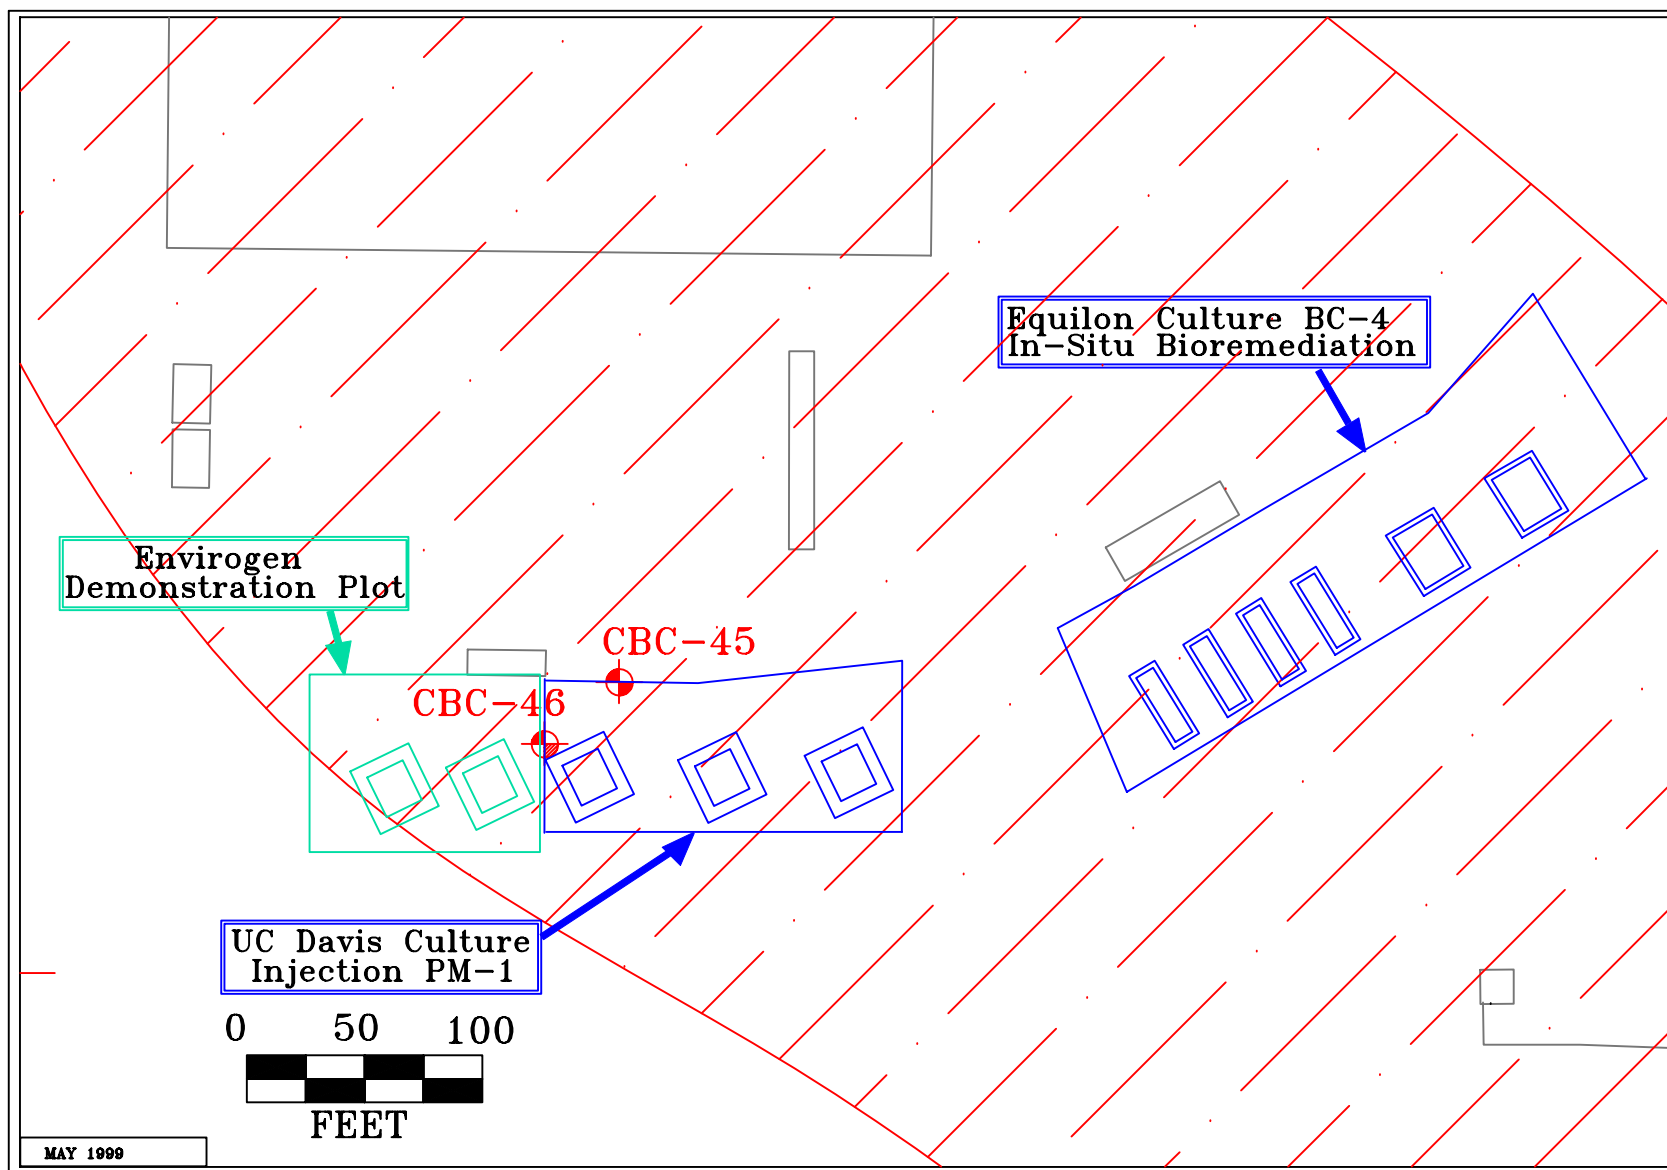 Equilon Culture BC-4
In-Situ Bioremediation
Envirogen
Demonstration Plot
CBC-45
CBC-46
UC Davis Culture
Injection PM-1
0 50 100
FEET
MAY 1999